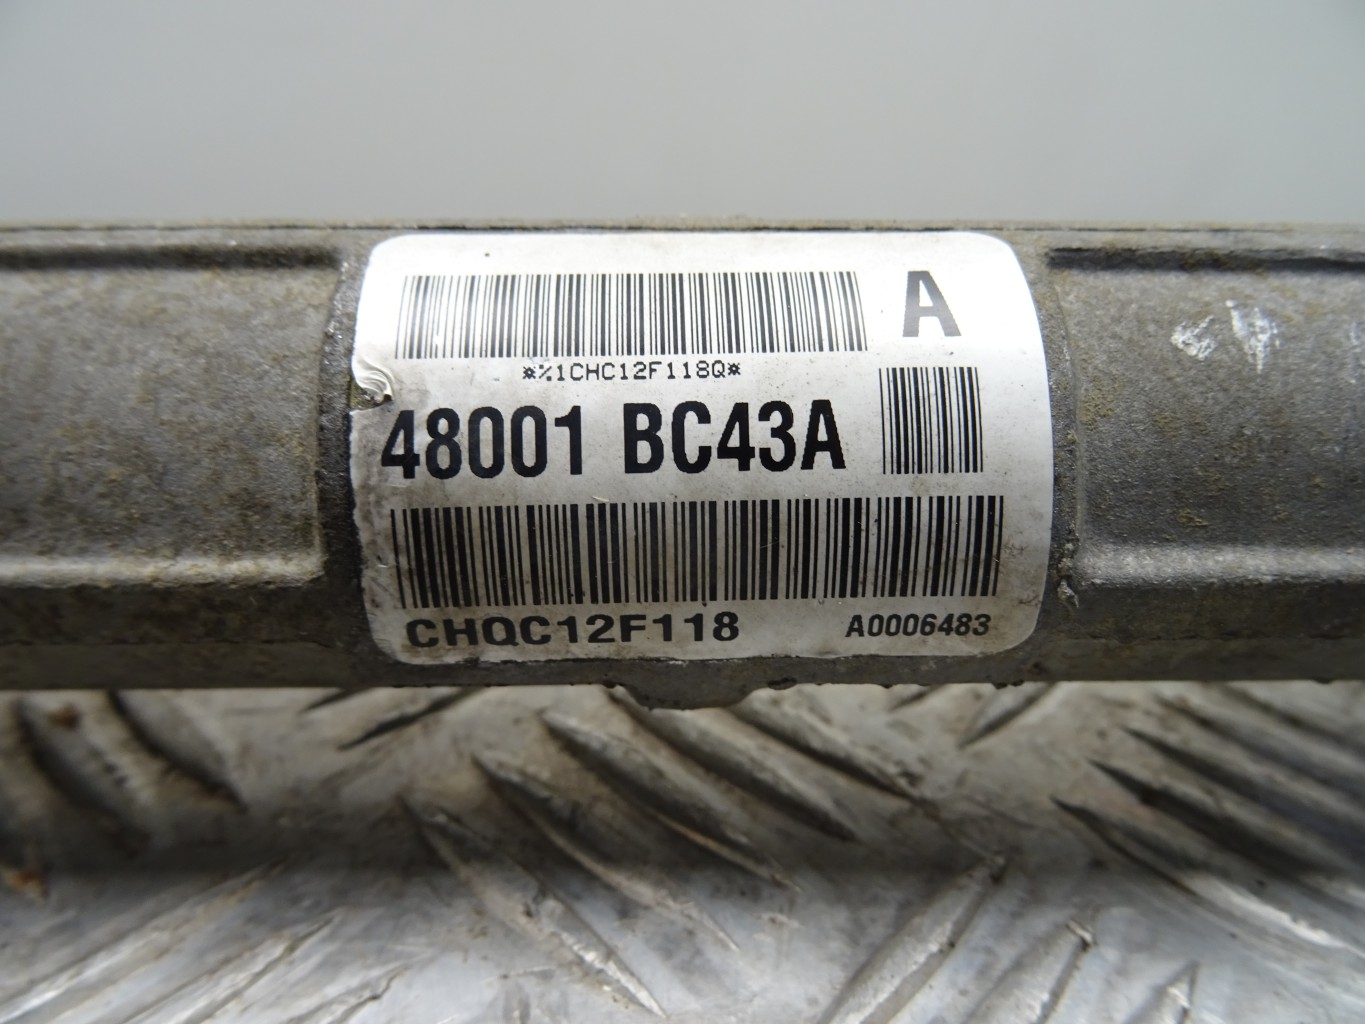 A
*%1CHC12F118Q*
48001 BC43A
CHQC12F118 A0006483